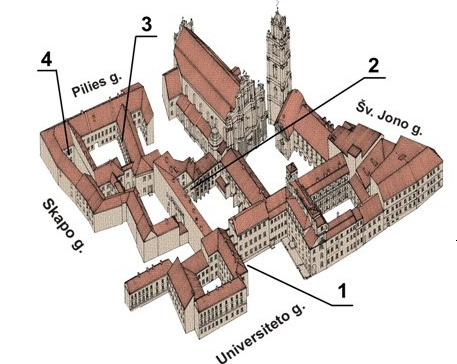 3
4
Pilies g.
2
Šv. Jono g.
Skapo g.
1
Universiteto g.